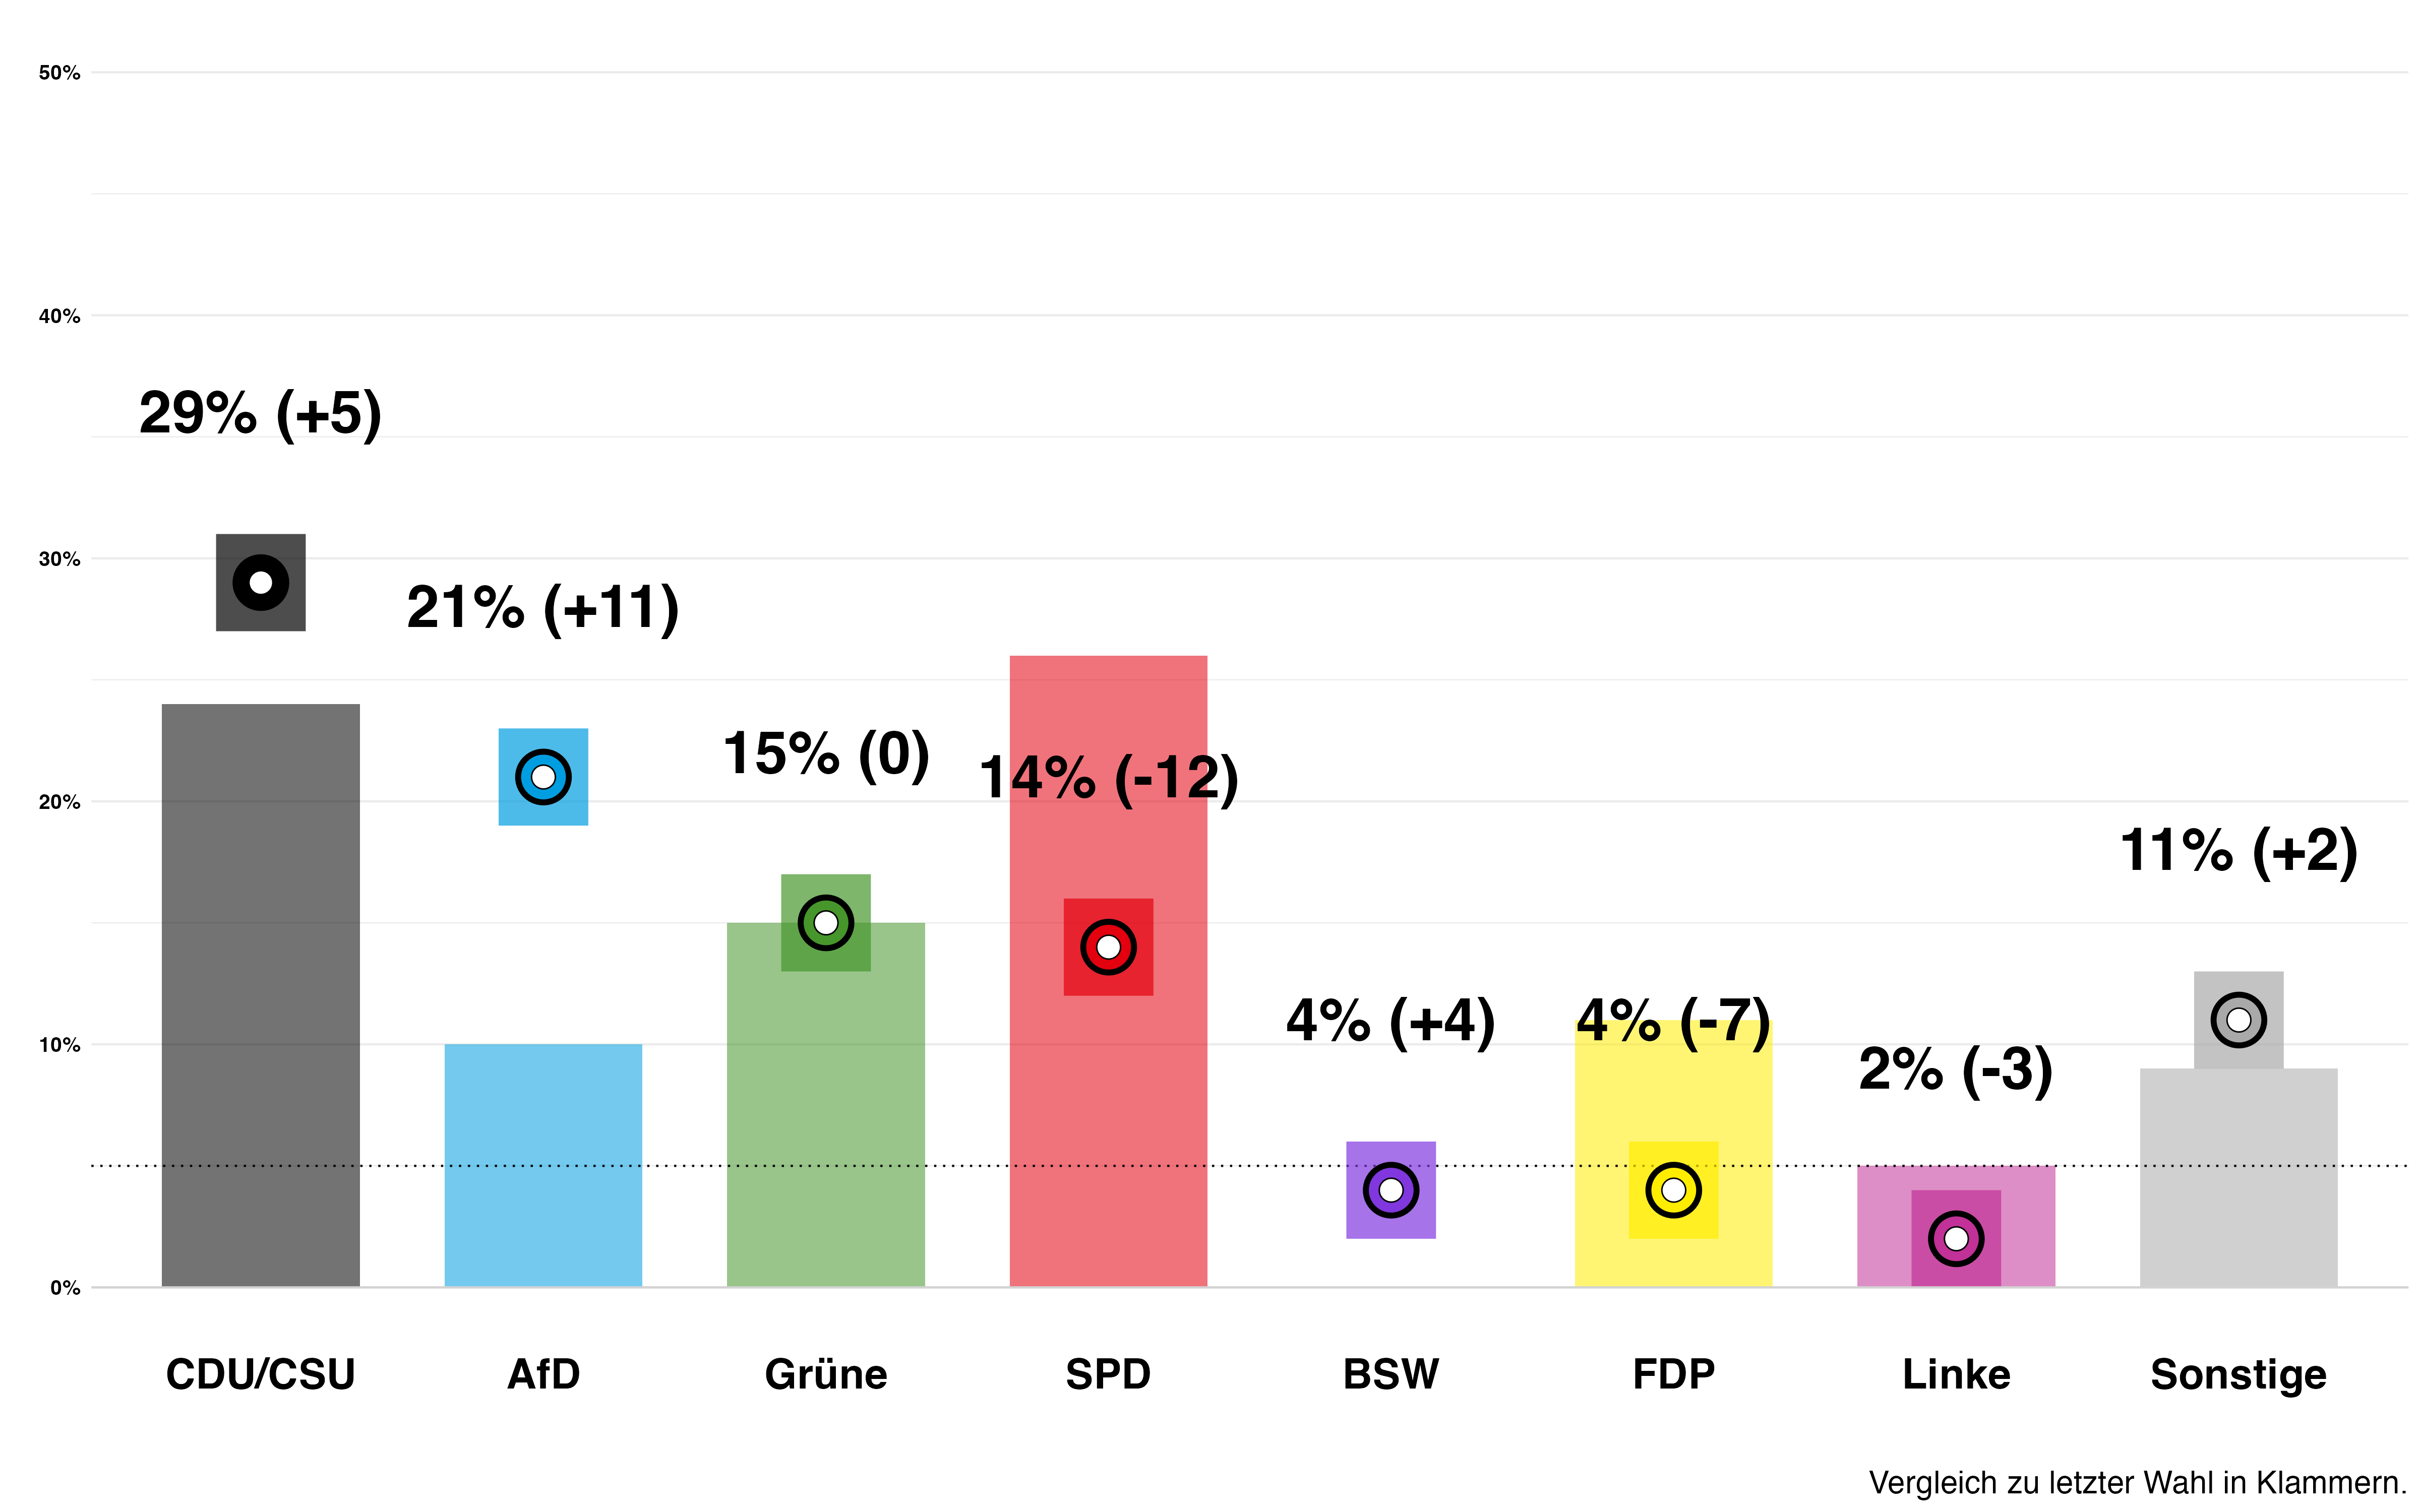 50%
40%
30%
20%
10%
0%
29% (+5)
21% (+11)
15% (0)
14% (-12)
4% (+4)
4% (-7)
2% (-3)
11% (+2)
CDU/CSU
AfD
Grüne
SPD
BSW
FDP
Linke
Sonstige
Vergleich zu letzter Wahl in Klammern.